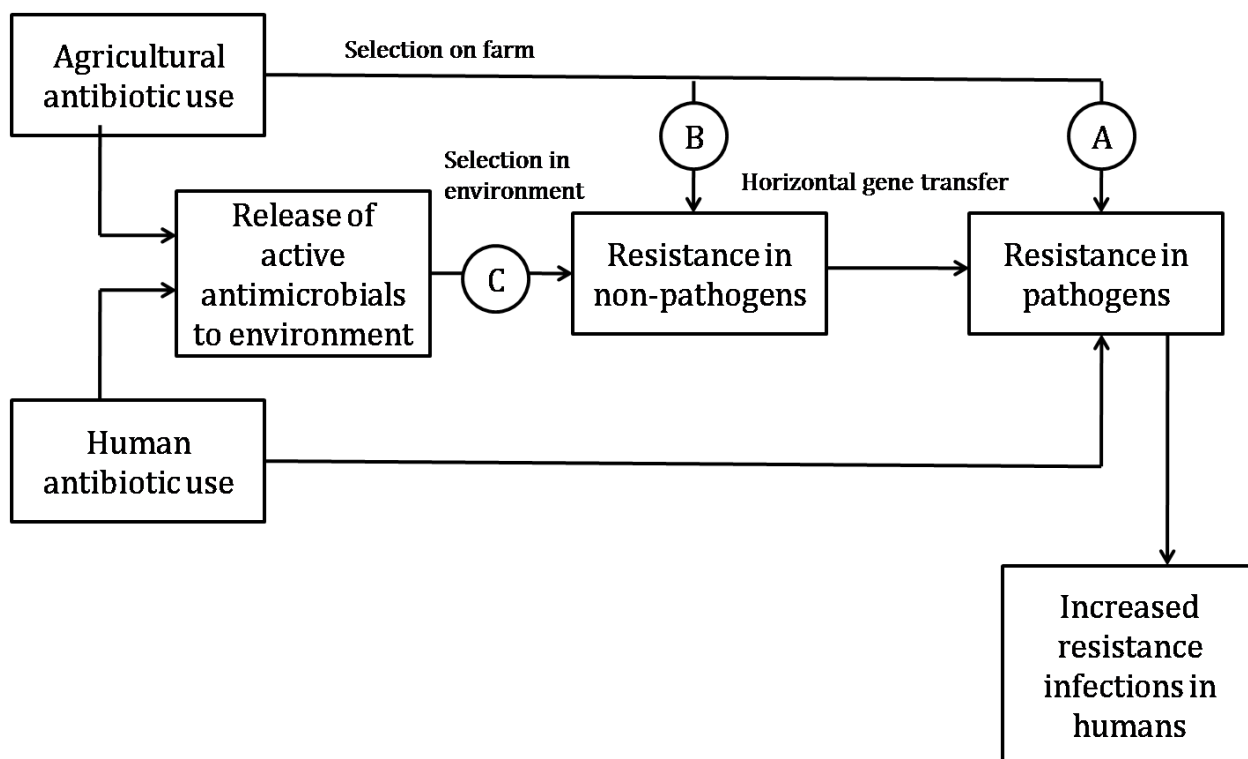 Agricultural
antibiotic use
Selection on farm
B
A
Selection in
environment
Horizontal gene transfer
Release of
active
antimicrobials
to environment
C
Resistance in
non-pathogens
Resistance in
pathogens
Human
antibiotic use
Increased
resistance
infections in
humans